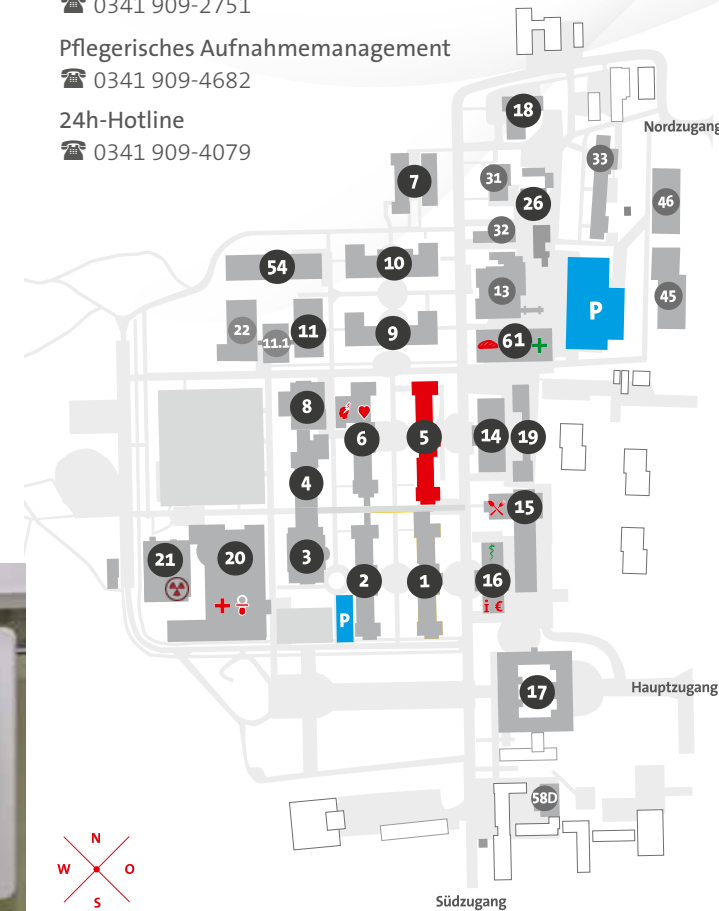 0341 909-2751
Pflegerisches Aufnahmemanagement
0341 909-4682
24h-Hotline
0341 909-4079
18
Nordzugang
33
7
31
26
46
32
54
10
13
45
22
11.1
11
9
P
61
8
6
5
14
19
4
15
21
20
3
2
1
16
i €
P
17
Hauptzugang
58D
N
W O
S
Südzugang